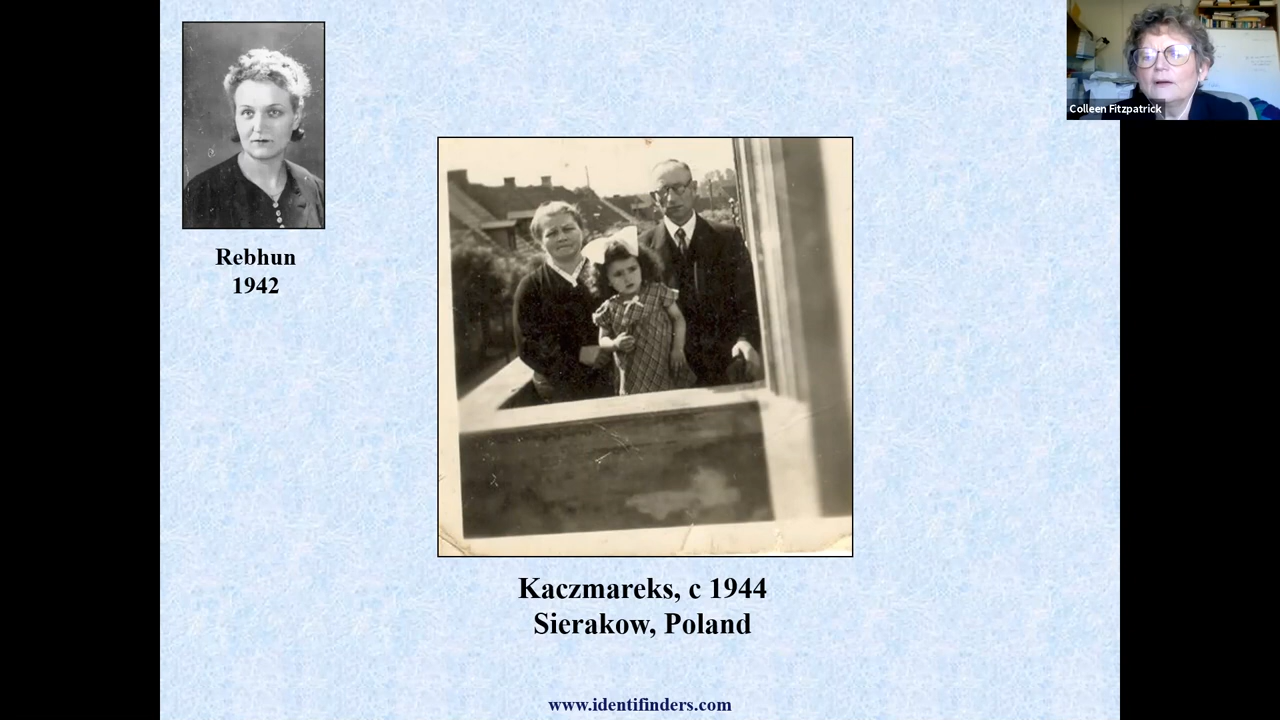 Colleen Fitzpatrick
Rebhun
1942
Kaczmareks, c 1944
Sierakow, Poland
www.identifinders.com